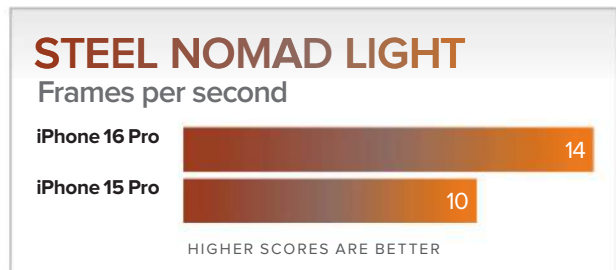 STEEL NOMAD LIGHT
Frames per second
iPhone 16 Pro 14
iPhone 15 Pro 10
HIGHER SCORES ARE BETTER